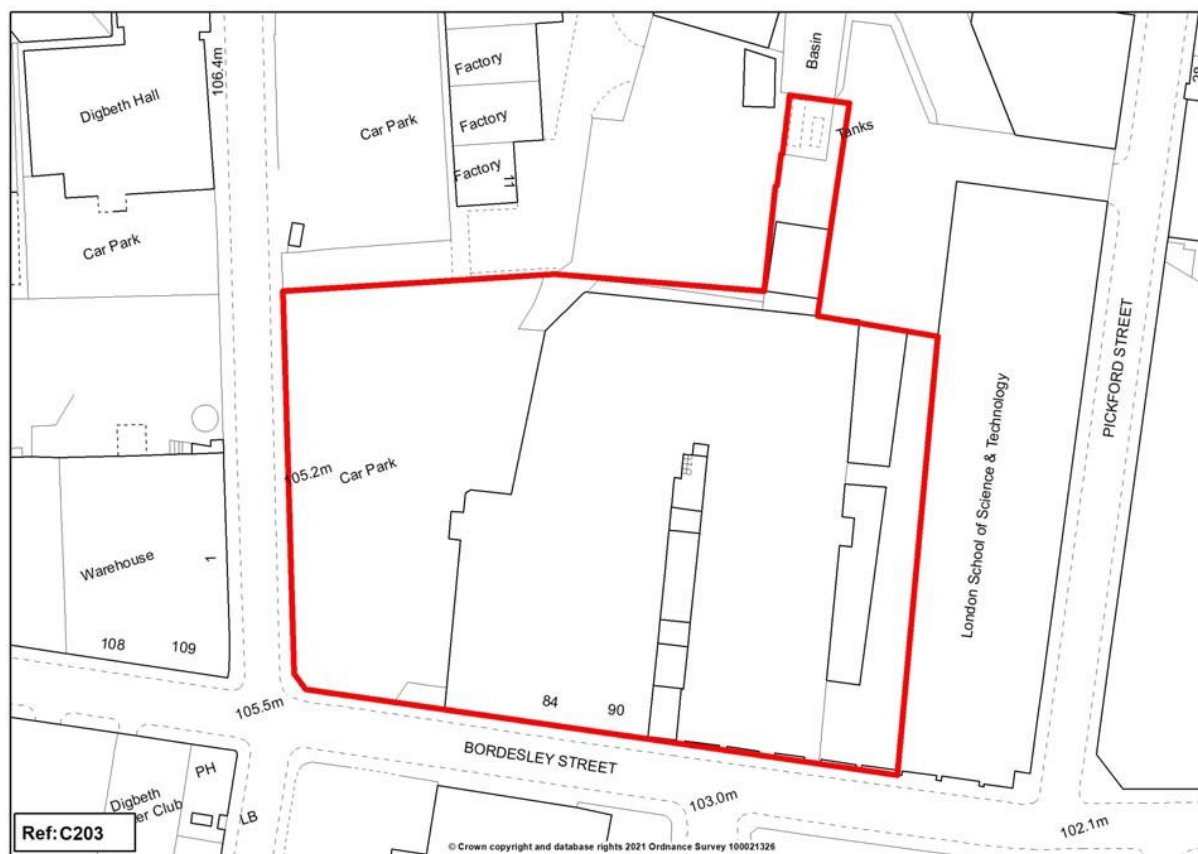 Digbeth Hall
106.4m
Car Park
Factory
Factory
Factory
11
Basin
Tanks
Car Park
105.2m
Car Park
Warehouse
1
108
109
London School of Science & Technology
PICKFORD STREET
84
90
105.5m
BORDESLEY STREET
103.0m
102.1m
PH
Digbeth
Club
LB
Ref: C203
© Crown copyright and database rights 2021 Ordnance Survey 100021326